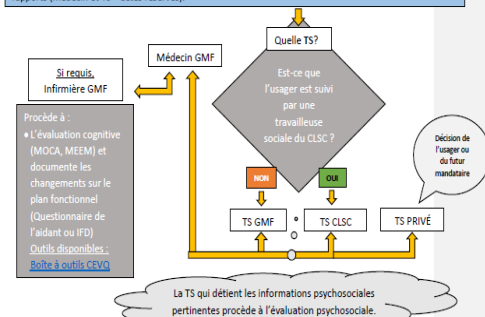 Quelle TS?
Médecin GMF
Si requis,
Infirmière GMF
Procède à :
• L'évaluation cognitive
(MOCA, MEEM) et
documente les
changements sur le
plan fonctionnel
(Questionnaire de
l'aidant ou IFD)
Outils disponibles :
Boîte à outils CEVQ
Est-ce que
l'usager est suivi
par une
travailleuse
sociale du CLSC ?
NON
OUI
Décision de
l'usager ou
du futur
mandataire
TS GMF
TS CLSC
TS PRIVÉ
La TS qui détient les informations psychosociales
pertinentes procède à l'évaluation psychosociale.